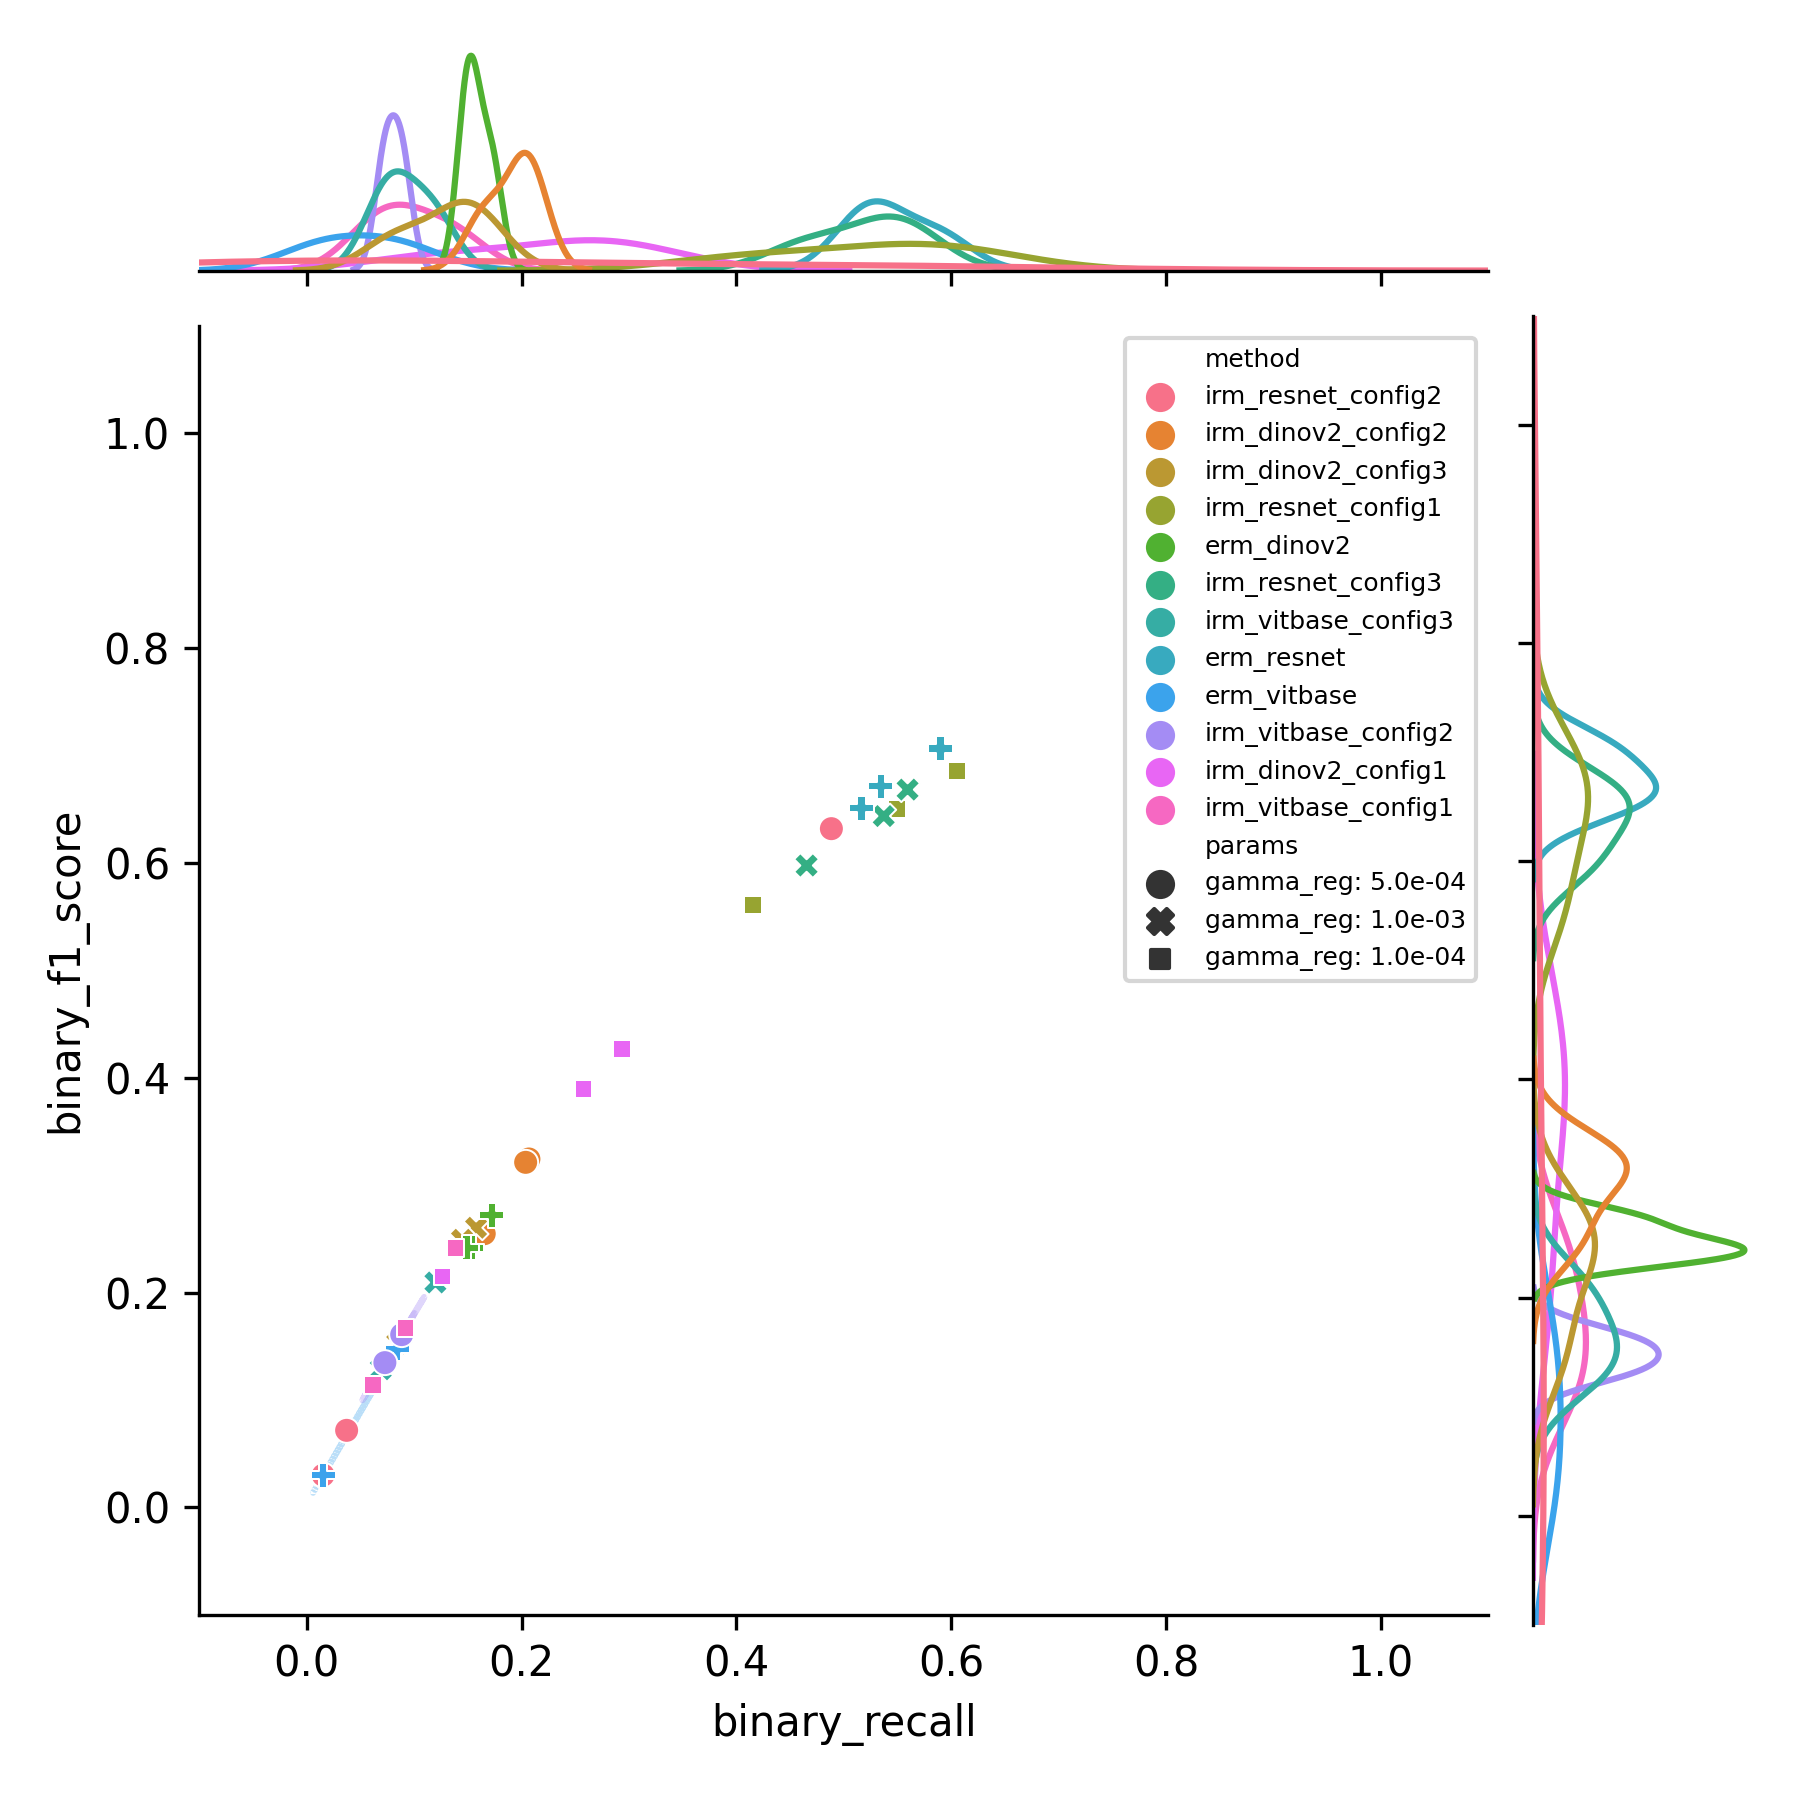 method
irm_resnet_config2
irm_dinov2_config2
irm_dinov2_config3
irm_resnet_config1
erm_dinov2
irm_resnet_config3
irm_vitbase_config3
erm_resnet
erm_vitbase
irm_vitbase_config2
irm_dinov2_config1
irm_vitbase_config1
params
gamma_reg: 5.0e-04
gamma_reg: 1.0e-03
gamma_reg: 1.0e-04
binary_f1_score
1.0
0.8
0.6
0.4
0.2
0.0
0.0 0.2 0.4 0.6 0.8 1.0
binary_recall